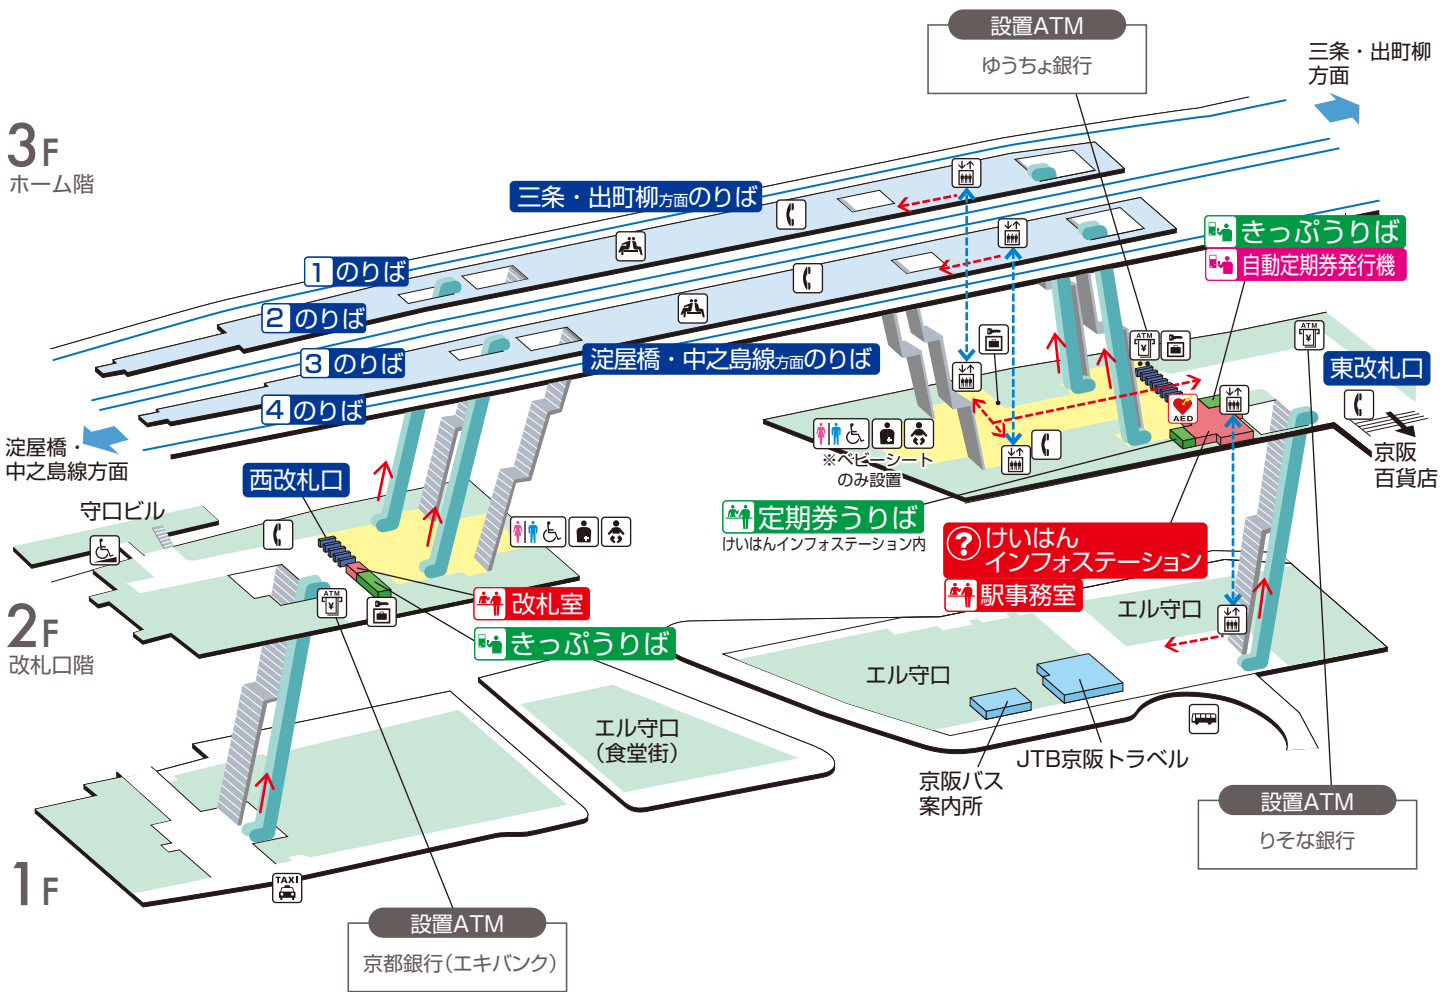 設置ATM
ゆうちょ銀行
三条・出町柳
方面
3F
ホーム階
三条・出町柳方面のりば
きっぷうりば
自動定期券発行機
1 のりば
2 のりば
3 のりば
4 のりば
淀屋橋・中之島線方面のりば
ATM
ATM
東改札口
淀屋橋・
中之島線方面
AED
京阪
百貨店
※ベビーシート
のみ設置
西改札口
守口ビル
定期券うりば
けいはんインフォステーション内
? けいはん
インフォステーション
駅事務室
改札室
きっぷうりば
ATM
2F
改札口階
エル守口
エル守口
エル守口
(食堂街)
JTB京阪トラベル
京阪バス
案内所
設置ATM
りそな銀行
1F
TAXI
設置ATM
京都銀行(エキバンク)